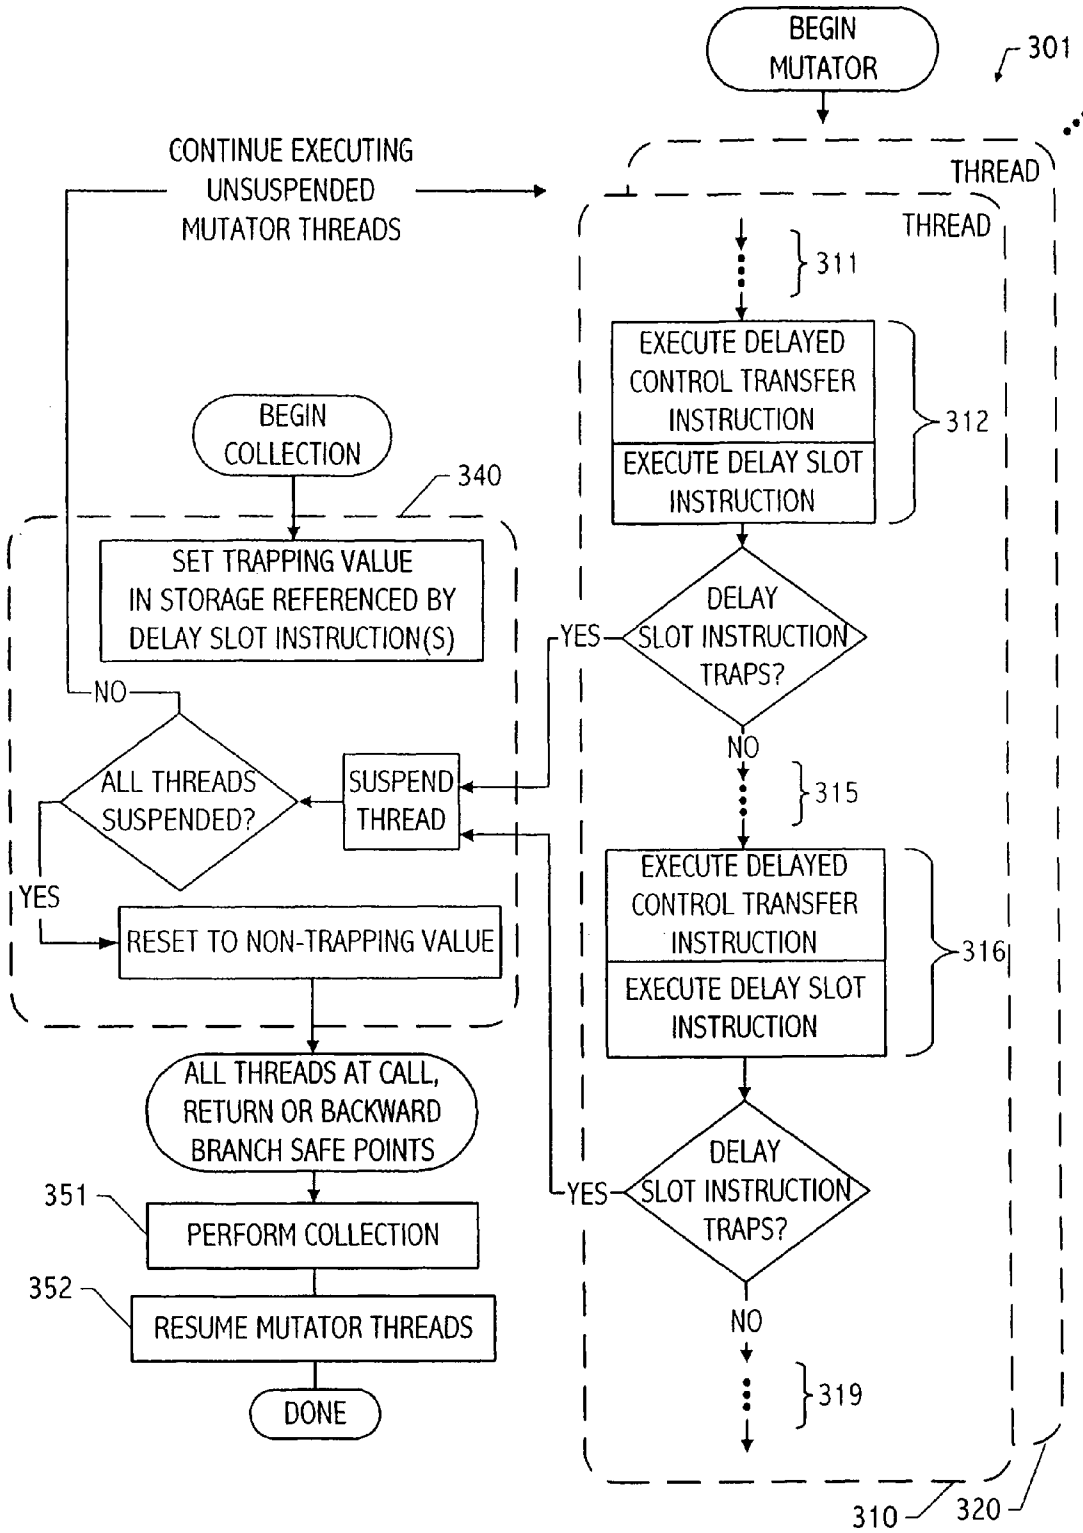 BEGIN
MUTATOR
301
CONTINUE EXECUTING
UNSUSPENDED
MUTATOR THREADS
THREAD
THREAD
311
EXECUTE DELAYED
CONTROL TRANSFER
INSTRUCTION
EXECUTE DELAY SLOT
INSTRUCTION
312
BEGIN
COLLECTION
340
SET TRAPPING VALUE
IN STORAGE REFERENCED BY
DELAY SLOT INSTRUCTION(S)
DELAY
SLOT INSTRUCTION
TRAPS?
YES
NO
NO
ALL THREADS
SUSPENDED?
SUSPEND
THREAD
315
YES
RESET TO NON-TRAPPING VALUE
EXECUTE DELAYED
CONTROL TRANSFER
INSTRUCTION
EXECUTE DELAY SLOT
INSTRUCTION
316
ALL THREADS AT CALL,
RETURN OR BACKWARD
BRANCH SAFE POINTS
DELAY
SLOT INSTRUCTION
TRAPS?
YES
351
PERFORM COLLECTION
352
RESUME MUTATOR THREADS
NO
319
DONE
310
320